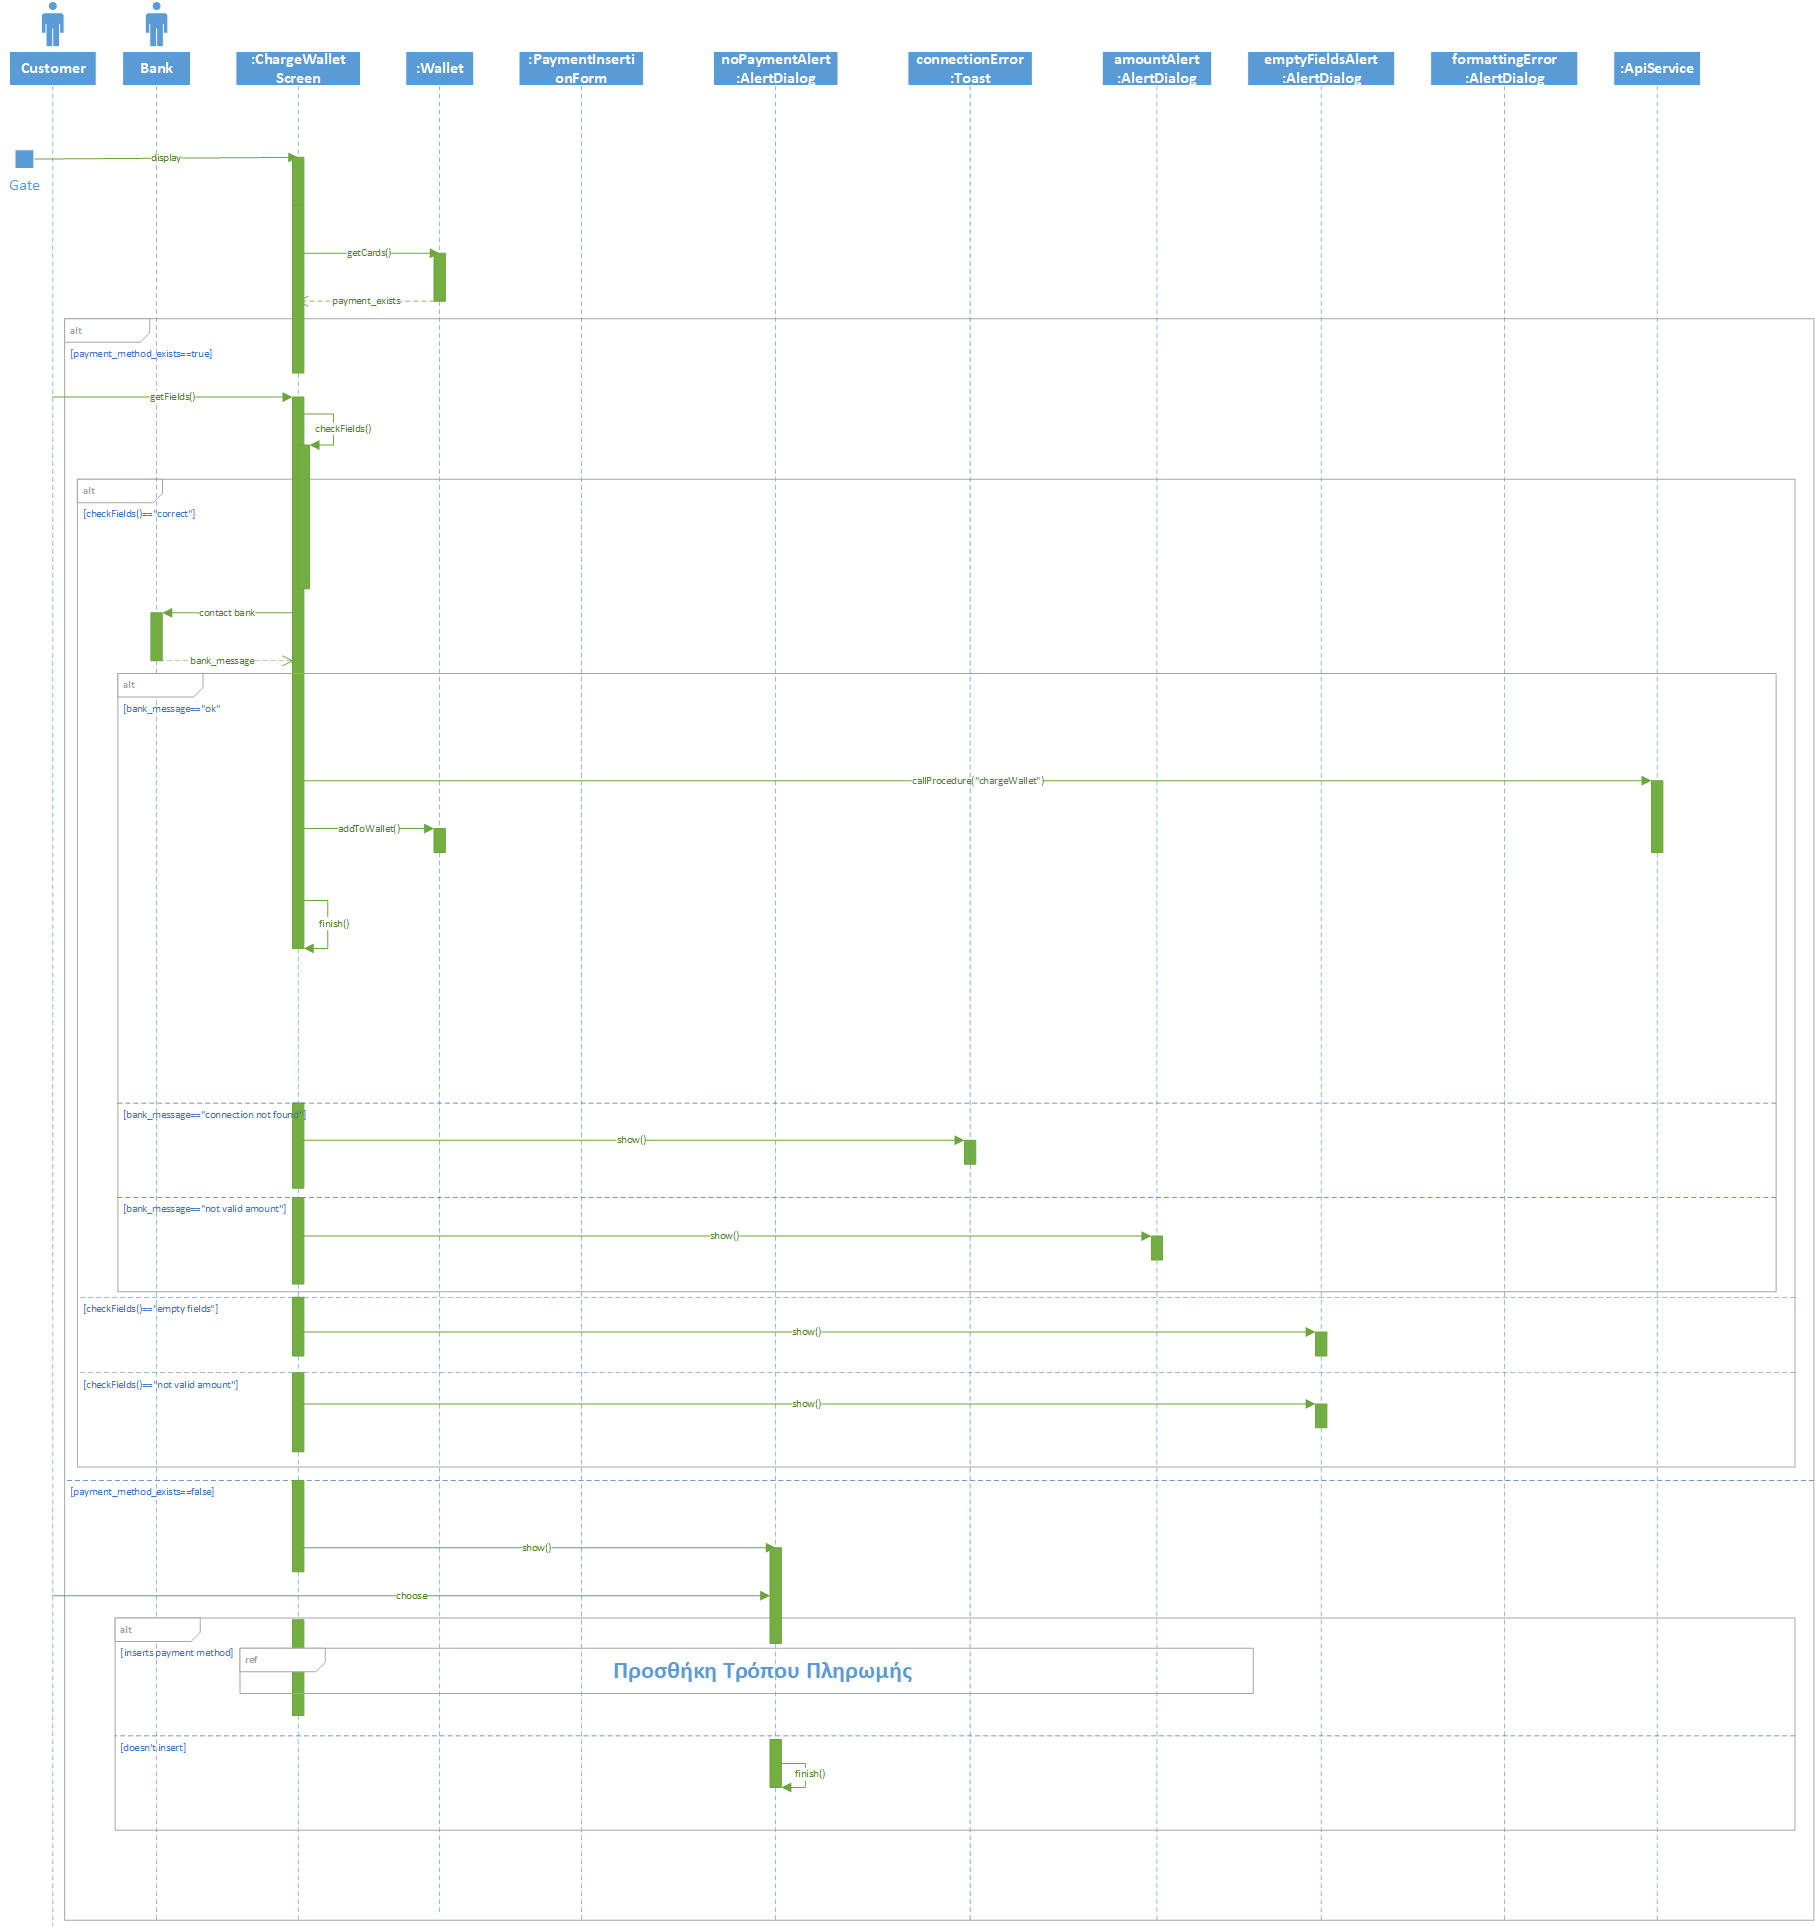 Customer
Bank
:ChargeWallet
Screen
:Wallet
:PaymentInserti
onForm
noPaymentAlert
:AlertDialog
connectionError
:Toast
amountAlert
:AlertDialog
emptyFieldsAlert
:AlertDialog
formattingError
:AlertDialog
:ApiService
display
Gate
getCards()
payment_exists
alt
[payment_method_exists==true]
getFields()
checkFields()
alt
[checkFields()=="correct"]
contact bank
bank_message
alt
[bank_message=="ok"
callProcedure("chargeWallet")
addToWallet()
finish()
[bank_message=="connection not found"]
show()
[bank_message=="not valid amount"]
show()
[checkFields()=="empty fields"]
show()
[checkFields()=="not valid amount"]
show()
[payment_method_exists==false]
show()
choose
alt
[inserts payment method]
ref
Προσθήκη Τρόπου Πληρωμής
[doesn't insert]
finish()